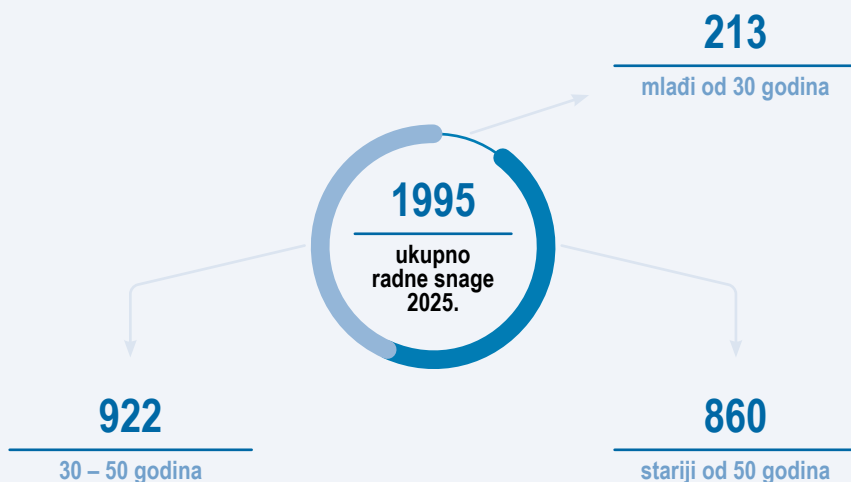 213
mlađi od 30 godina
1995
ukupno
radne snage
2025.
922
30 – 50 godina
860
stariji od 50 godina